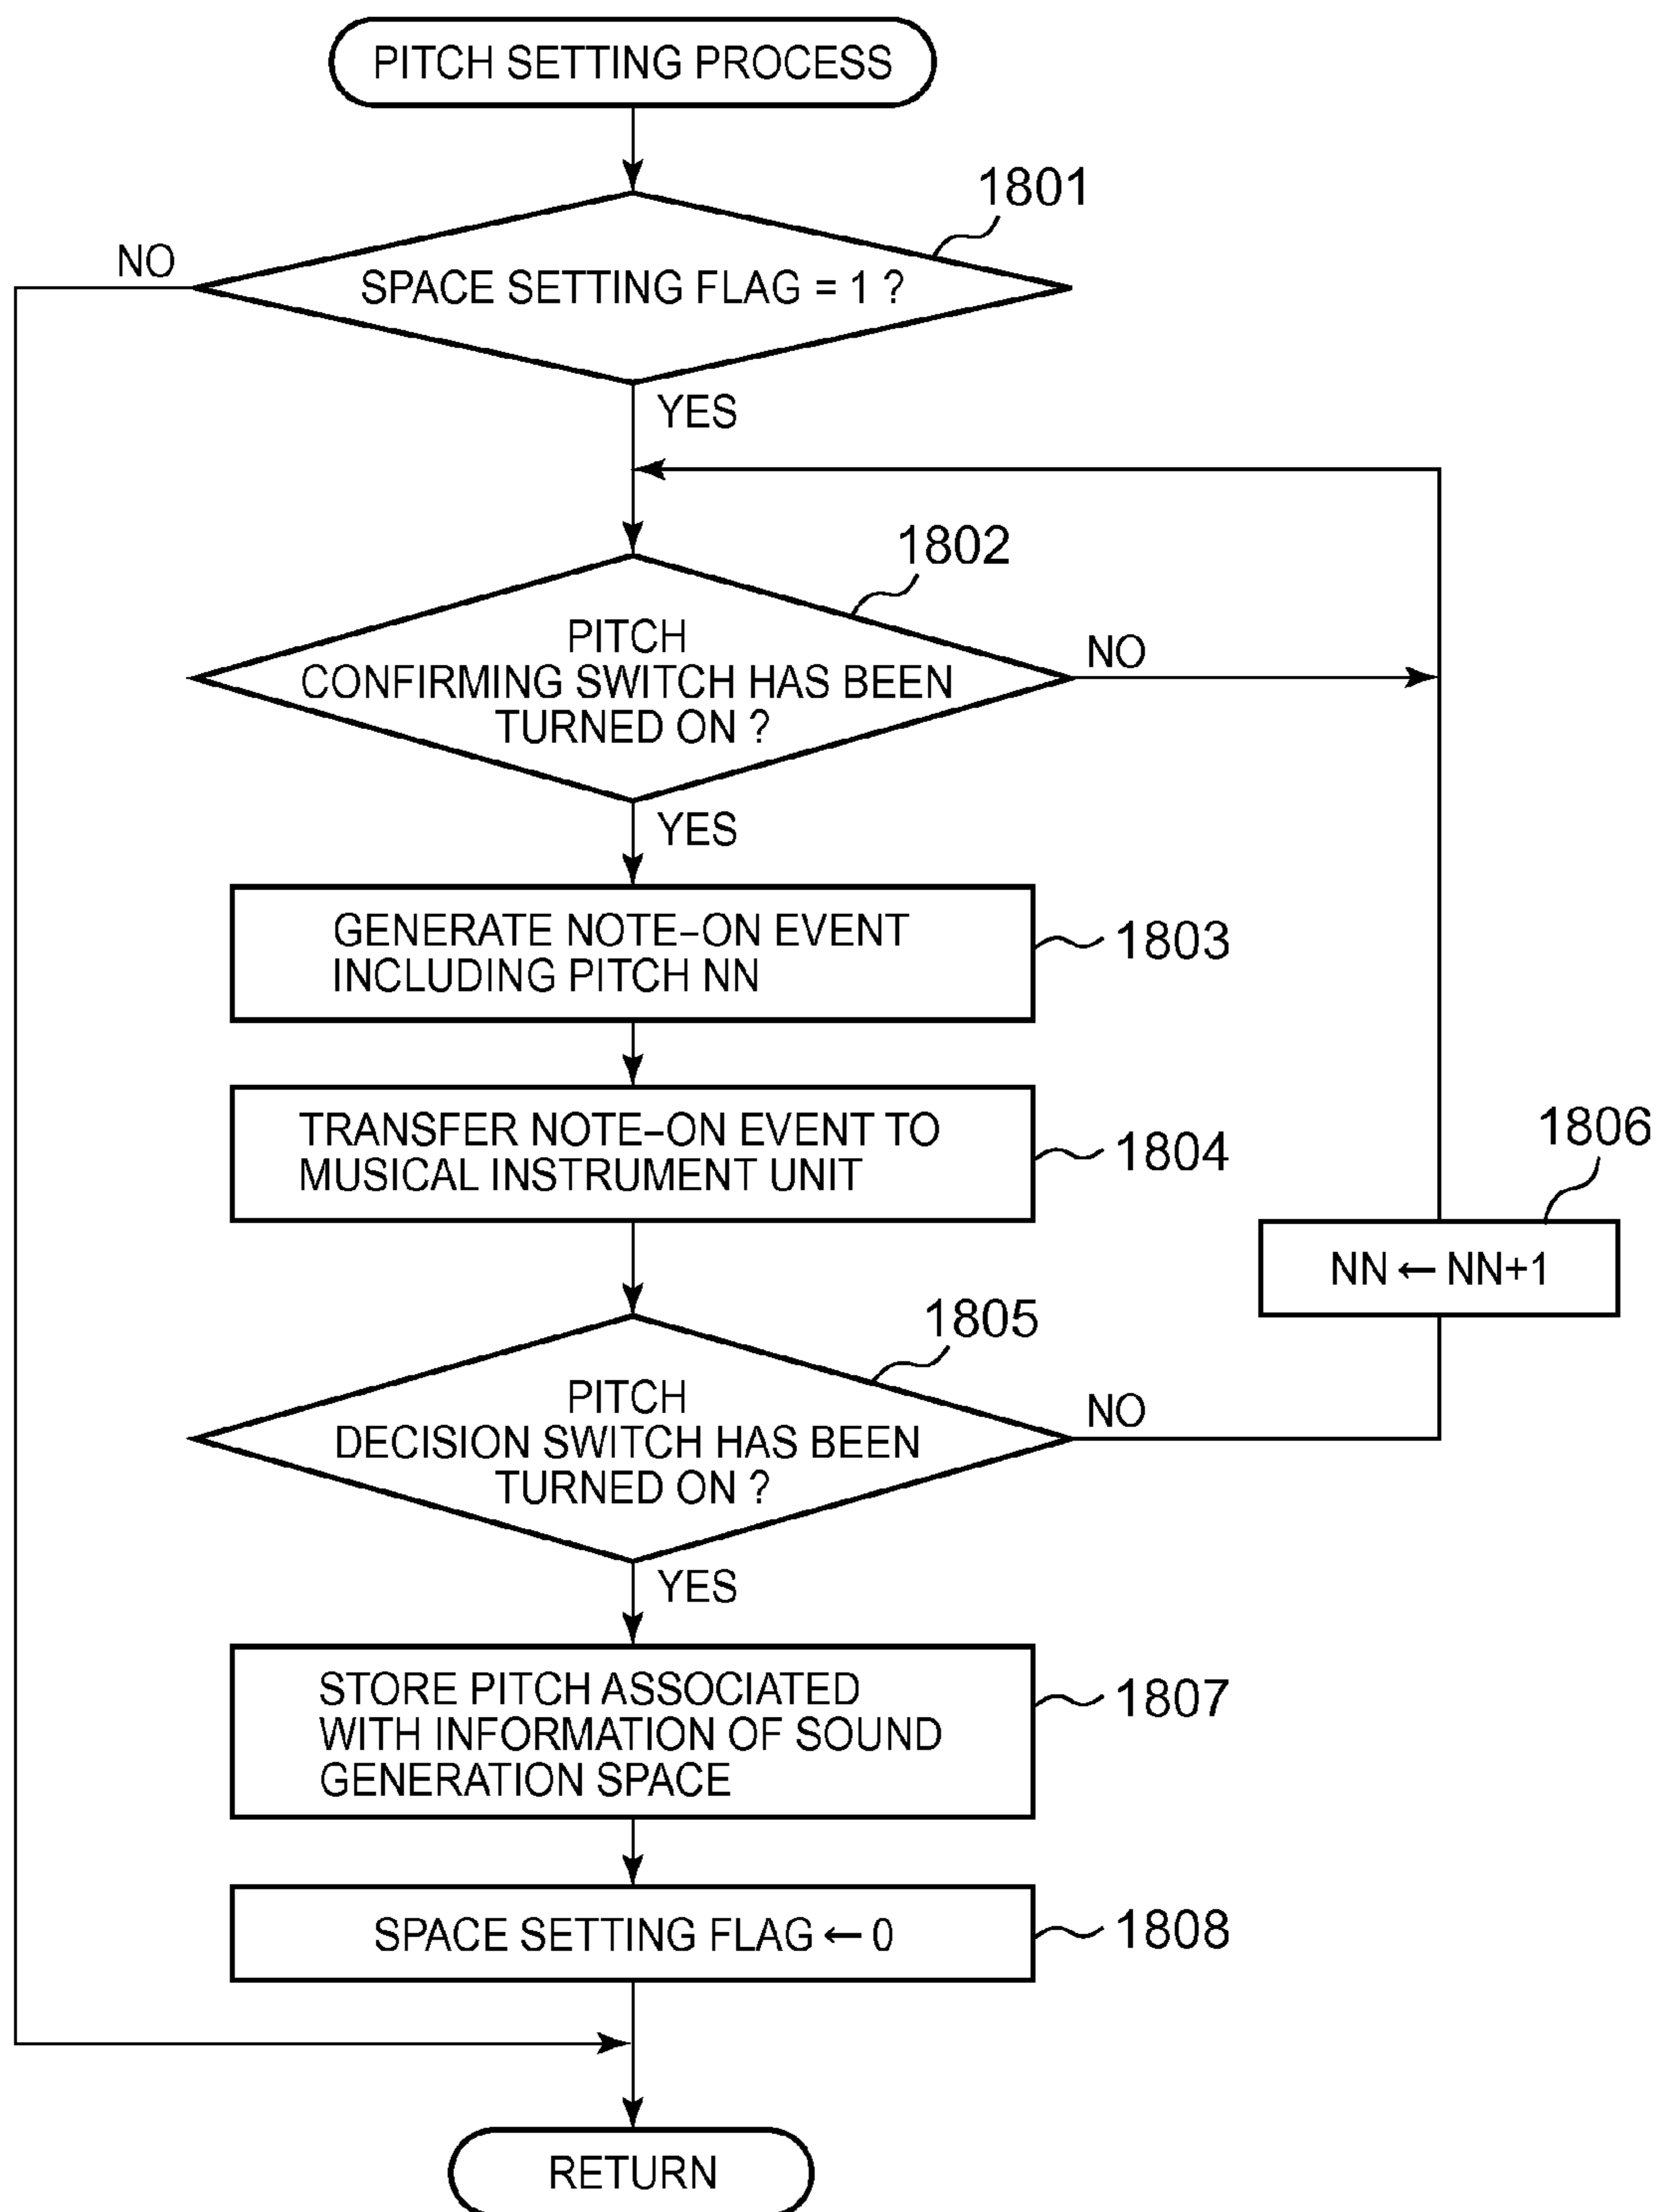 PITCH SETTING PROCESS
1801
NO
SPACE SETTING FLAG = 1 ?
YES
1802
PITCH
CONFIRMING SWITCH HAS BEEN
TURNED ON ?
NO
YES
GENERATE NOTE–ON EVENT
INCLUDING PITCH NN
1803
TRANSFER NOTE–ON EVENT TO
MUSICAL INSTRUMENT UNIT
1804
1806
NN ← NN+1
1805
PITCH
DECISION SWITCH HAS BEEN
TURNED ON ?
NO
YES
STORE PITCH ASSOCIATED
WITH INFORMATION OF SOUND
GENERATION SPACE
1807
SPACE SETTING FLAG ← 0
1808
RETURN